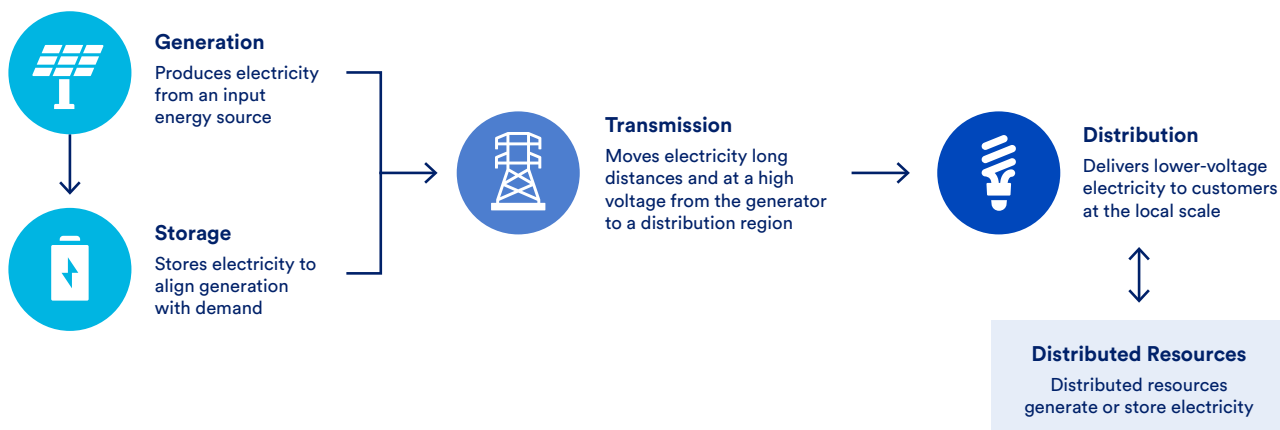 Generation
Produces electricity
from an input
energy source
Storage
Stores electricity to
align generation
with demand
Transmission
Moves electricity long
distances and at a high
voltage from the generator
to a distribution region
Distribution
Delivers lower-voltage
electricity to customers
at the local scale
Distributed Resources
Distributed resources
generate or store electricity